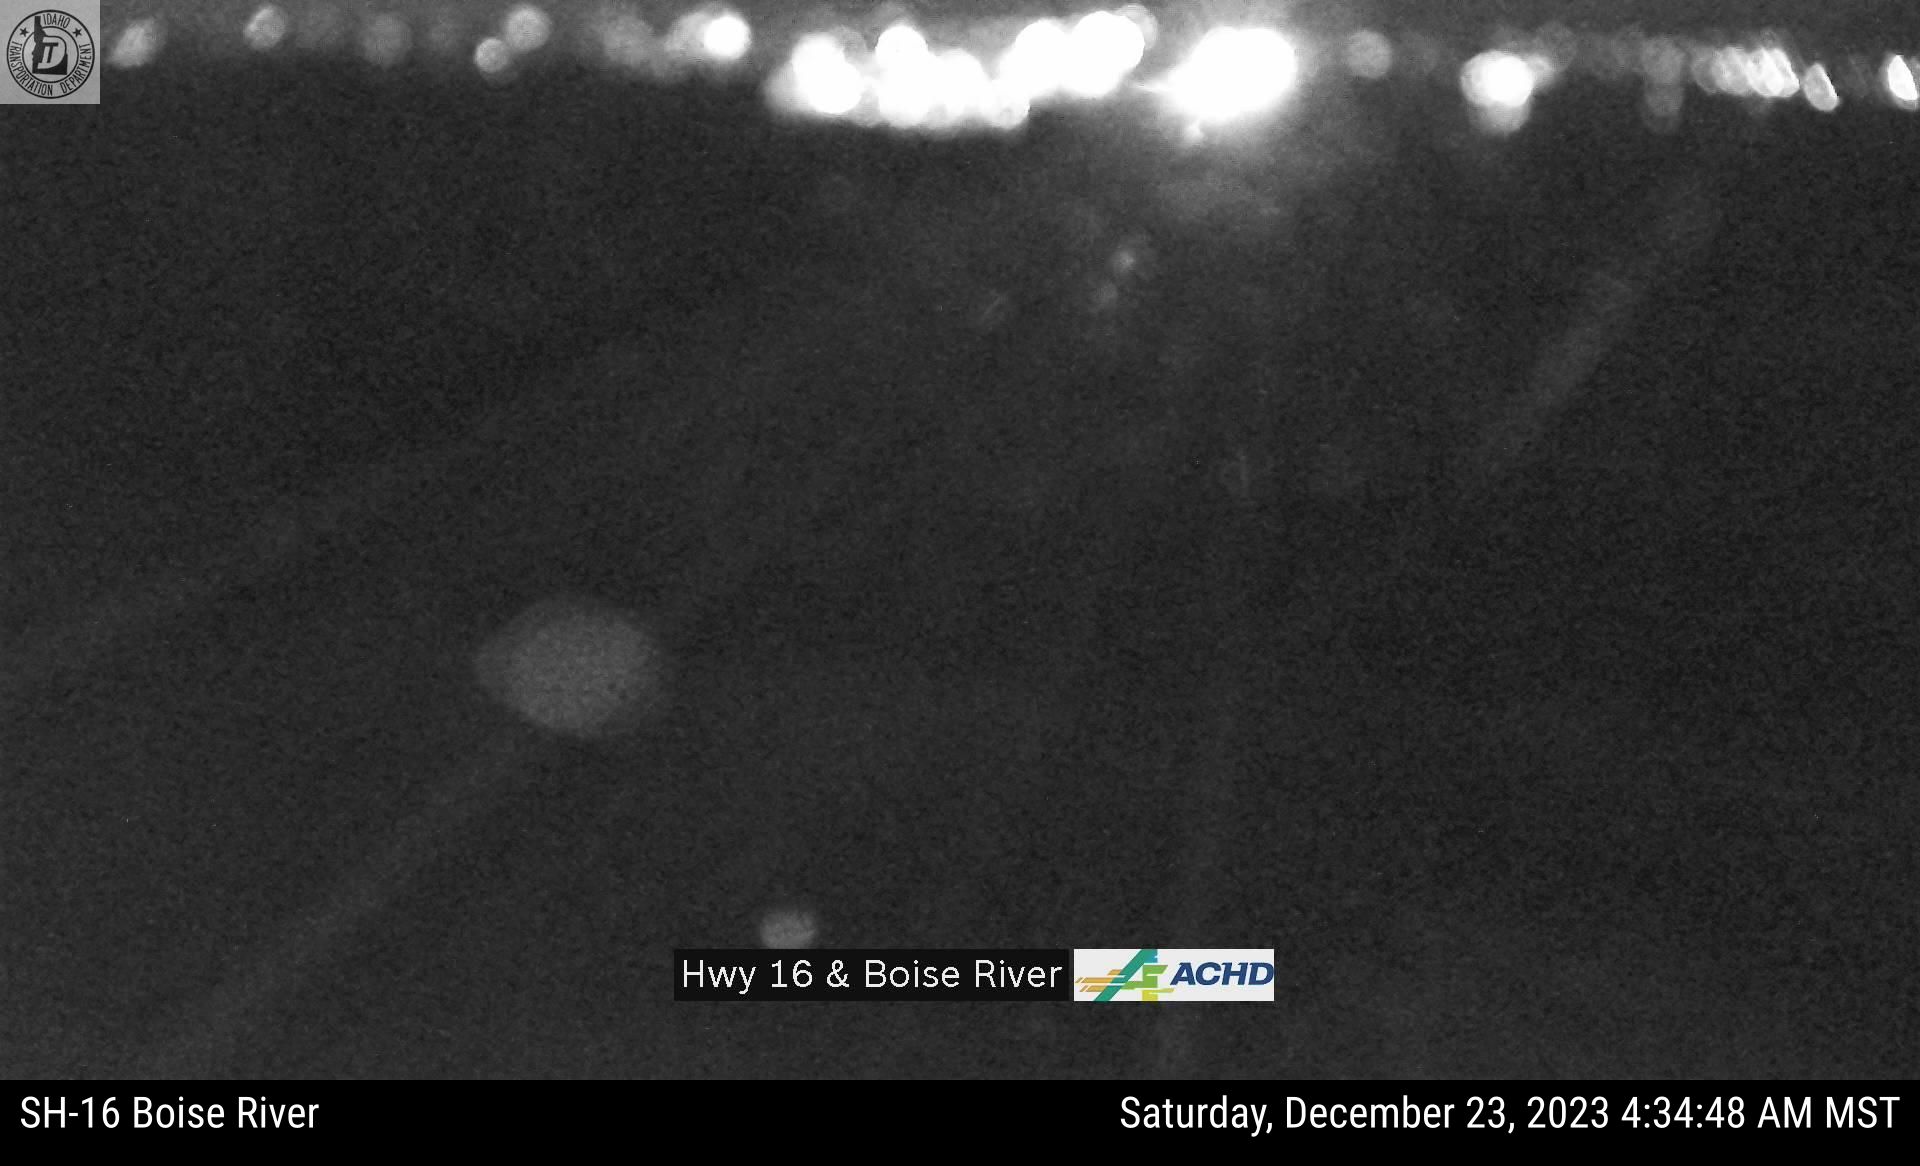 IDAHO
TRANSPORTATION DEPARTMENT
Hwy 16 & Boise River
ACHD
SH-16 Boise River
Saturday, December 23, 2023 4:34:48 AM MST